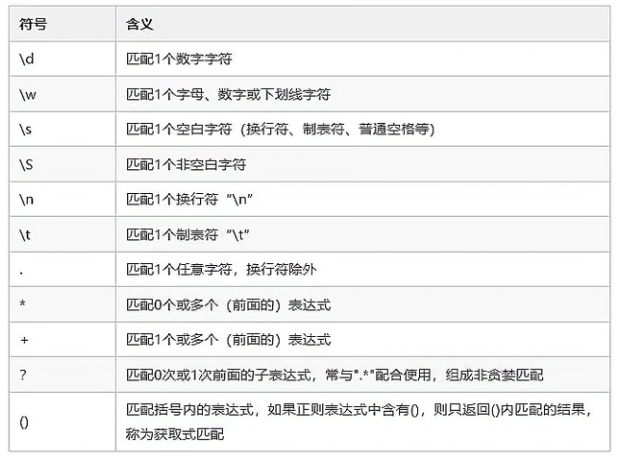 符号 含义
\d 匹配1个数字字符
\w 匹配1个字母、数字或下划线字符
\s 匹配1个空白字符（换行符、制表符、普通空格等）
\S 匹配1个非空白字符
\n 匹配1个换行符“\n”
\t 匹配1个制表符“\t”
. 匹配1个任意字符，换行符除外
* 匹配0个或多个（前面的）表达式
+ 匹配1个或多个（前面的）表达式
? 匹配0次或1次前面的子表达式，常与".*"配合使用，组成非贪婪匹配
() 匹配括号内的表达式，如果正则表达式中含有()，则只返回()内匹配的结果，
称为获取式匹配